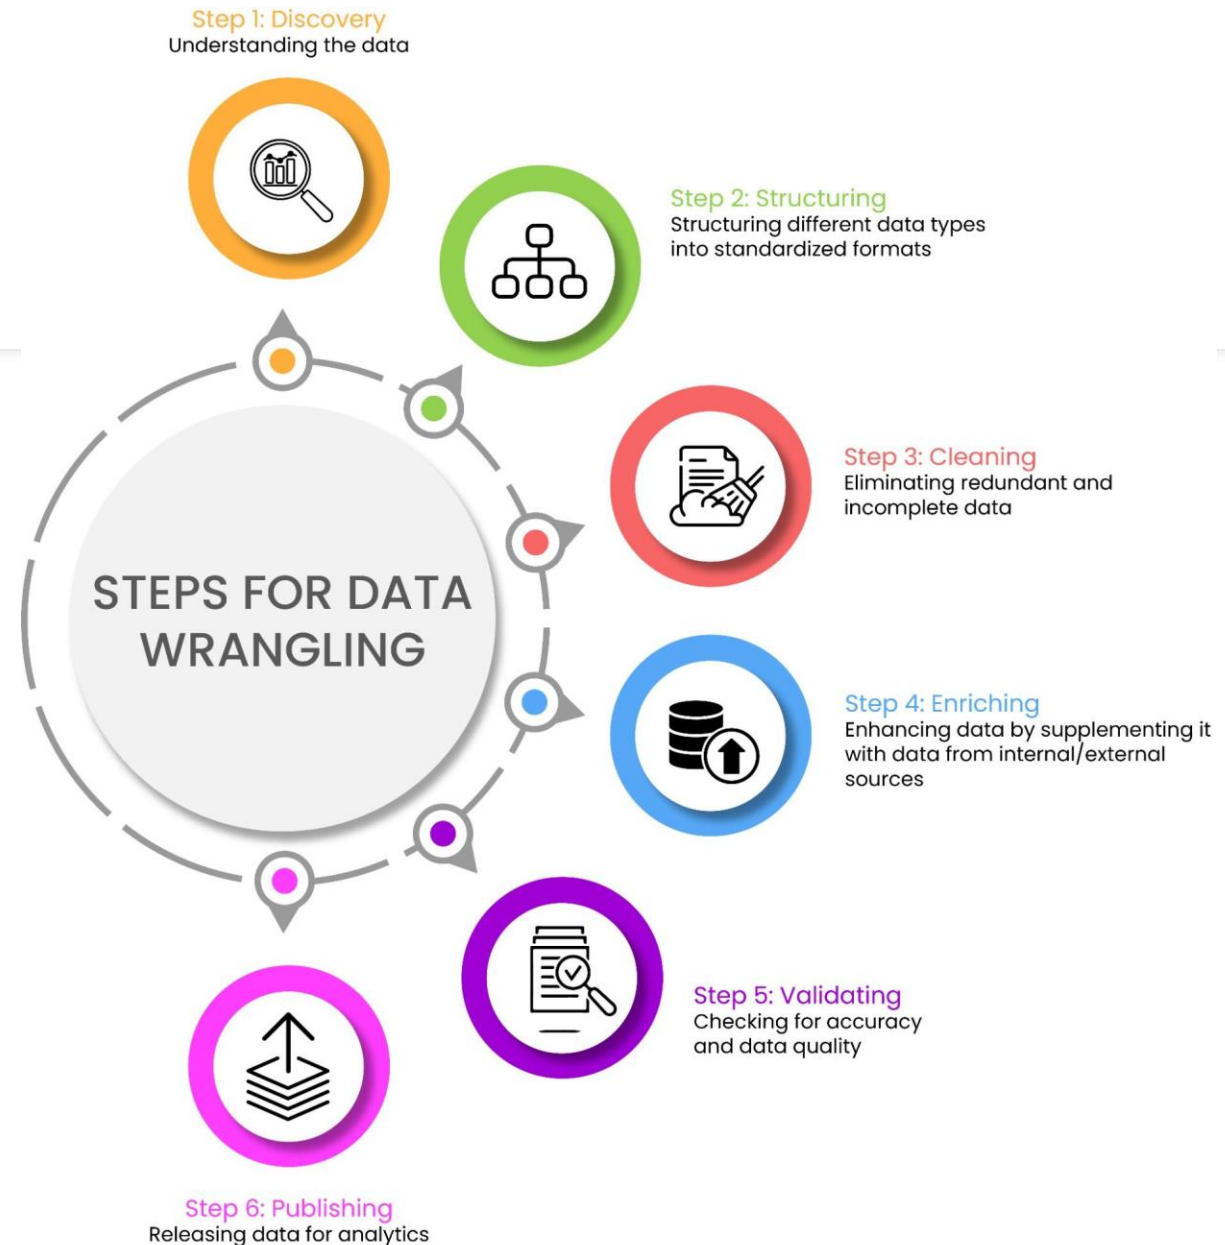 Step 1: Discovery
Understanding the data
Step 2: Structuring
Structuring different data types
into standardized formats
Step 3: Cleaning
Eliminating redundant and
incomplete data
STEPS FOR DATA
WRANGLING
Step 4: Enriching
Enhancing data by supplementing it
with data from internal/external
sources
Step 5: Validating
Checking for accuracy
and data quality
Step 6: Publishing
Releasing data for analytics